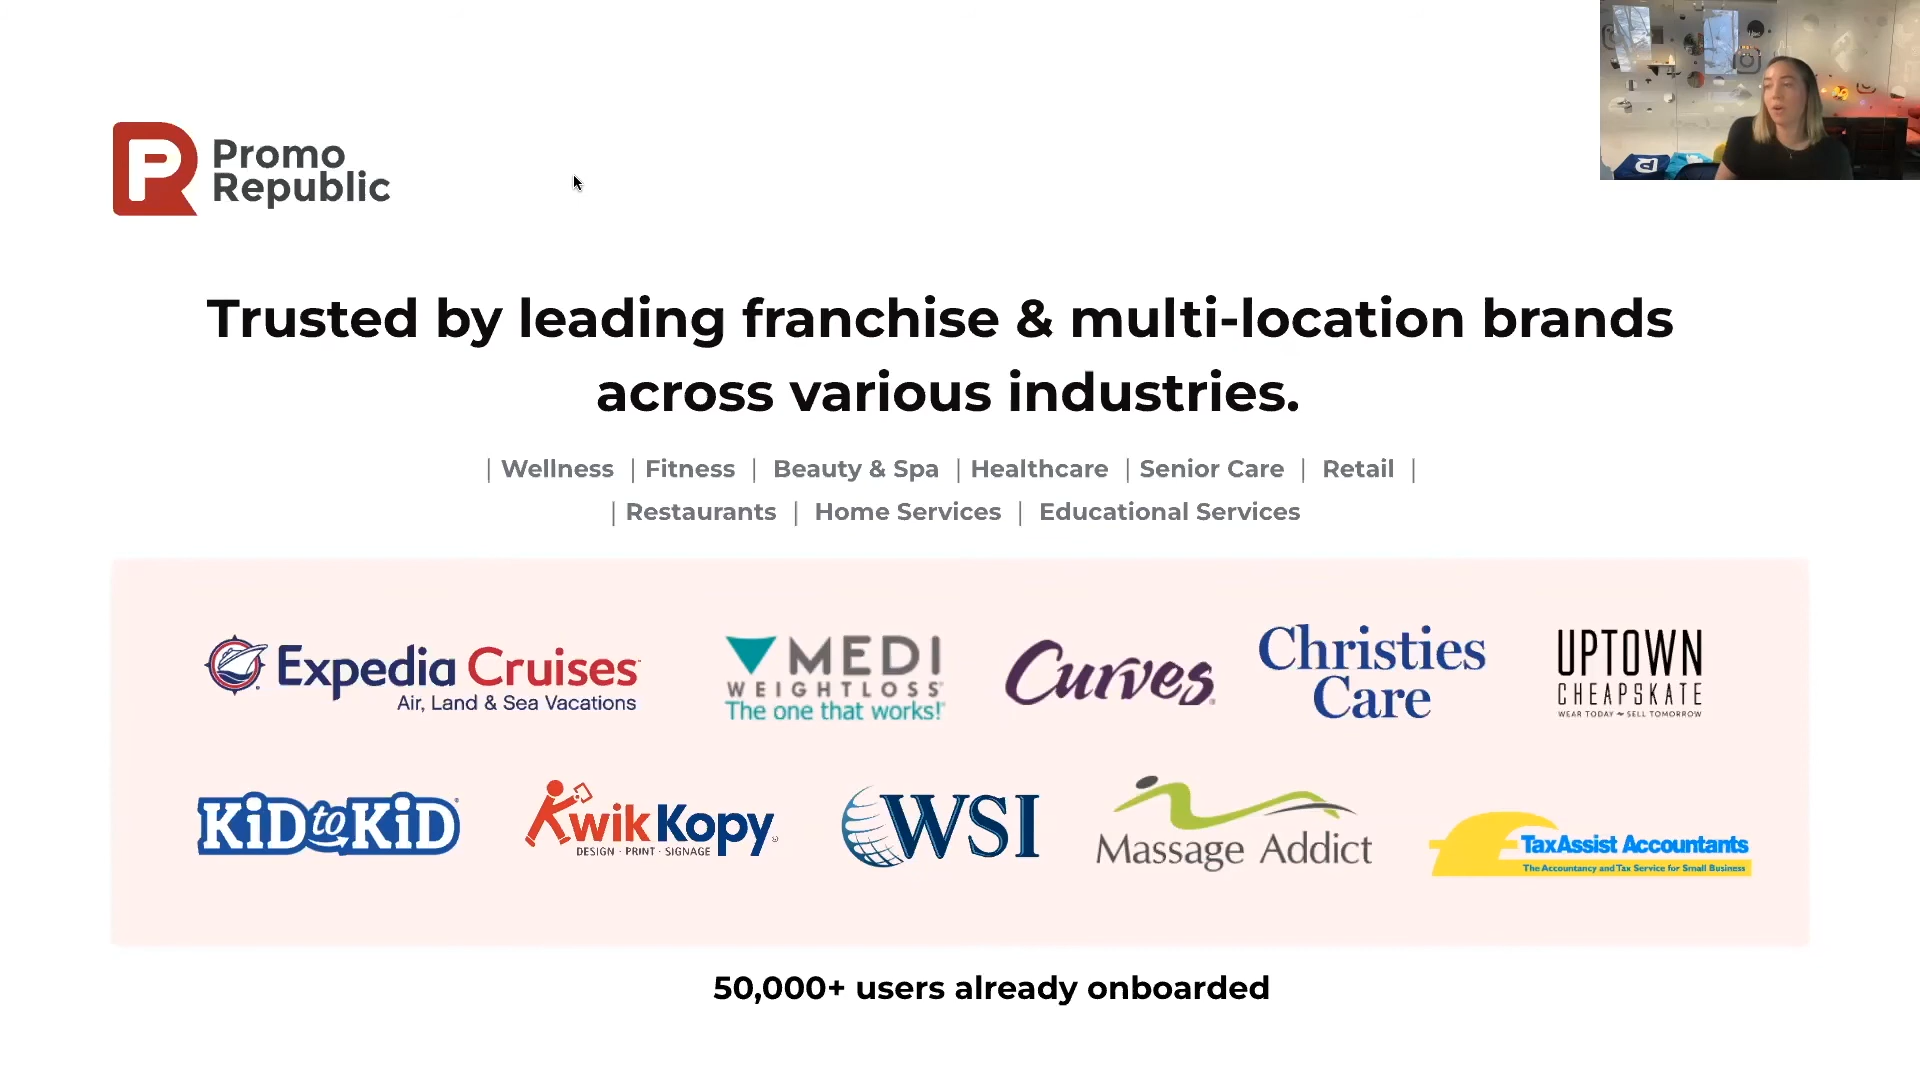 Promo
Republic
Trusted by leading franchise & multi-location brands
across various industries.
| Wellness | Fitness | Beauty & Spa | Healthcare | Senior Care | Retail |
| Restaurants | Home Services | Educational Services
Expedia Cruises
Air, Land & Sea Vacations
MEDI
WEIGHTLOSS
The one that works!
Curves
Christies
Care
UPTOWN
CHEAPSKATE
WEAR TODAY ~ SELL TOMORROW
KiD to KiD
Kwik Kopy
DESIGN · PRINT · SIGNAGE
WSI
Massage Addict
TaxAssist Accountants
The Accountancy and Tax Service for Small Business
50,000+ users already onboarded